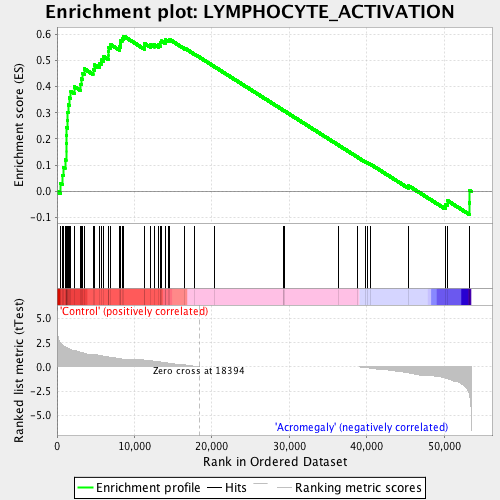 Enrichment plot: LYMPHOCYTE_ACTIVATION
Enrichment score (ES)
0.6
0.5
0.4
0.3
0.2
0.1
0.0
-0.1
'Control' (positively correlated)
Ranked list metric (tTest)
5.0
2.5
0.0
-2.5
-5.0
Zero cross at 18394
'Acromegaly' (negatively correlated)
0 10,000 20,000 30,000 40,000 50,000
Rank in Ordered Dataset
Enrichment profile Hits Ranking metric scores